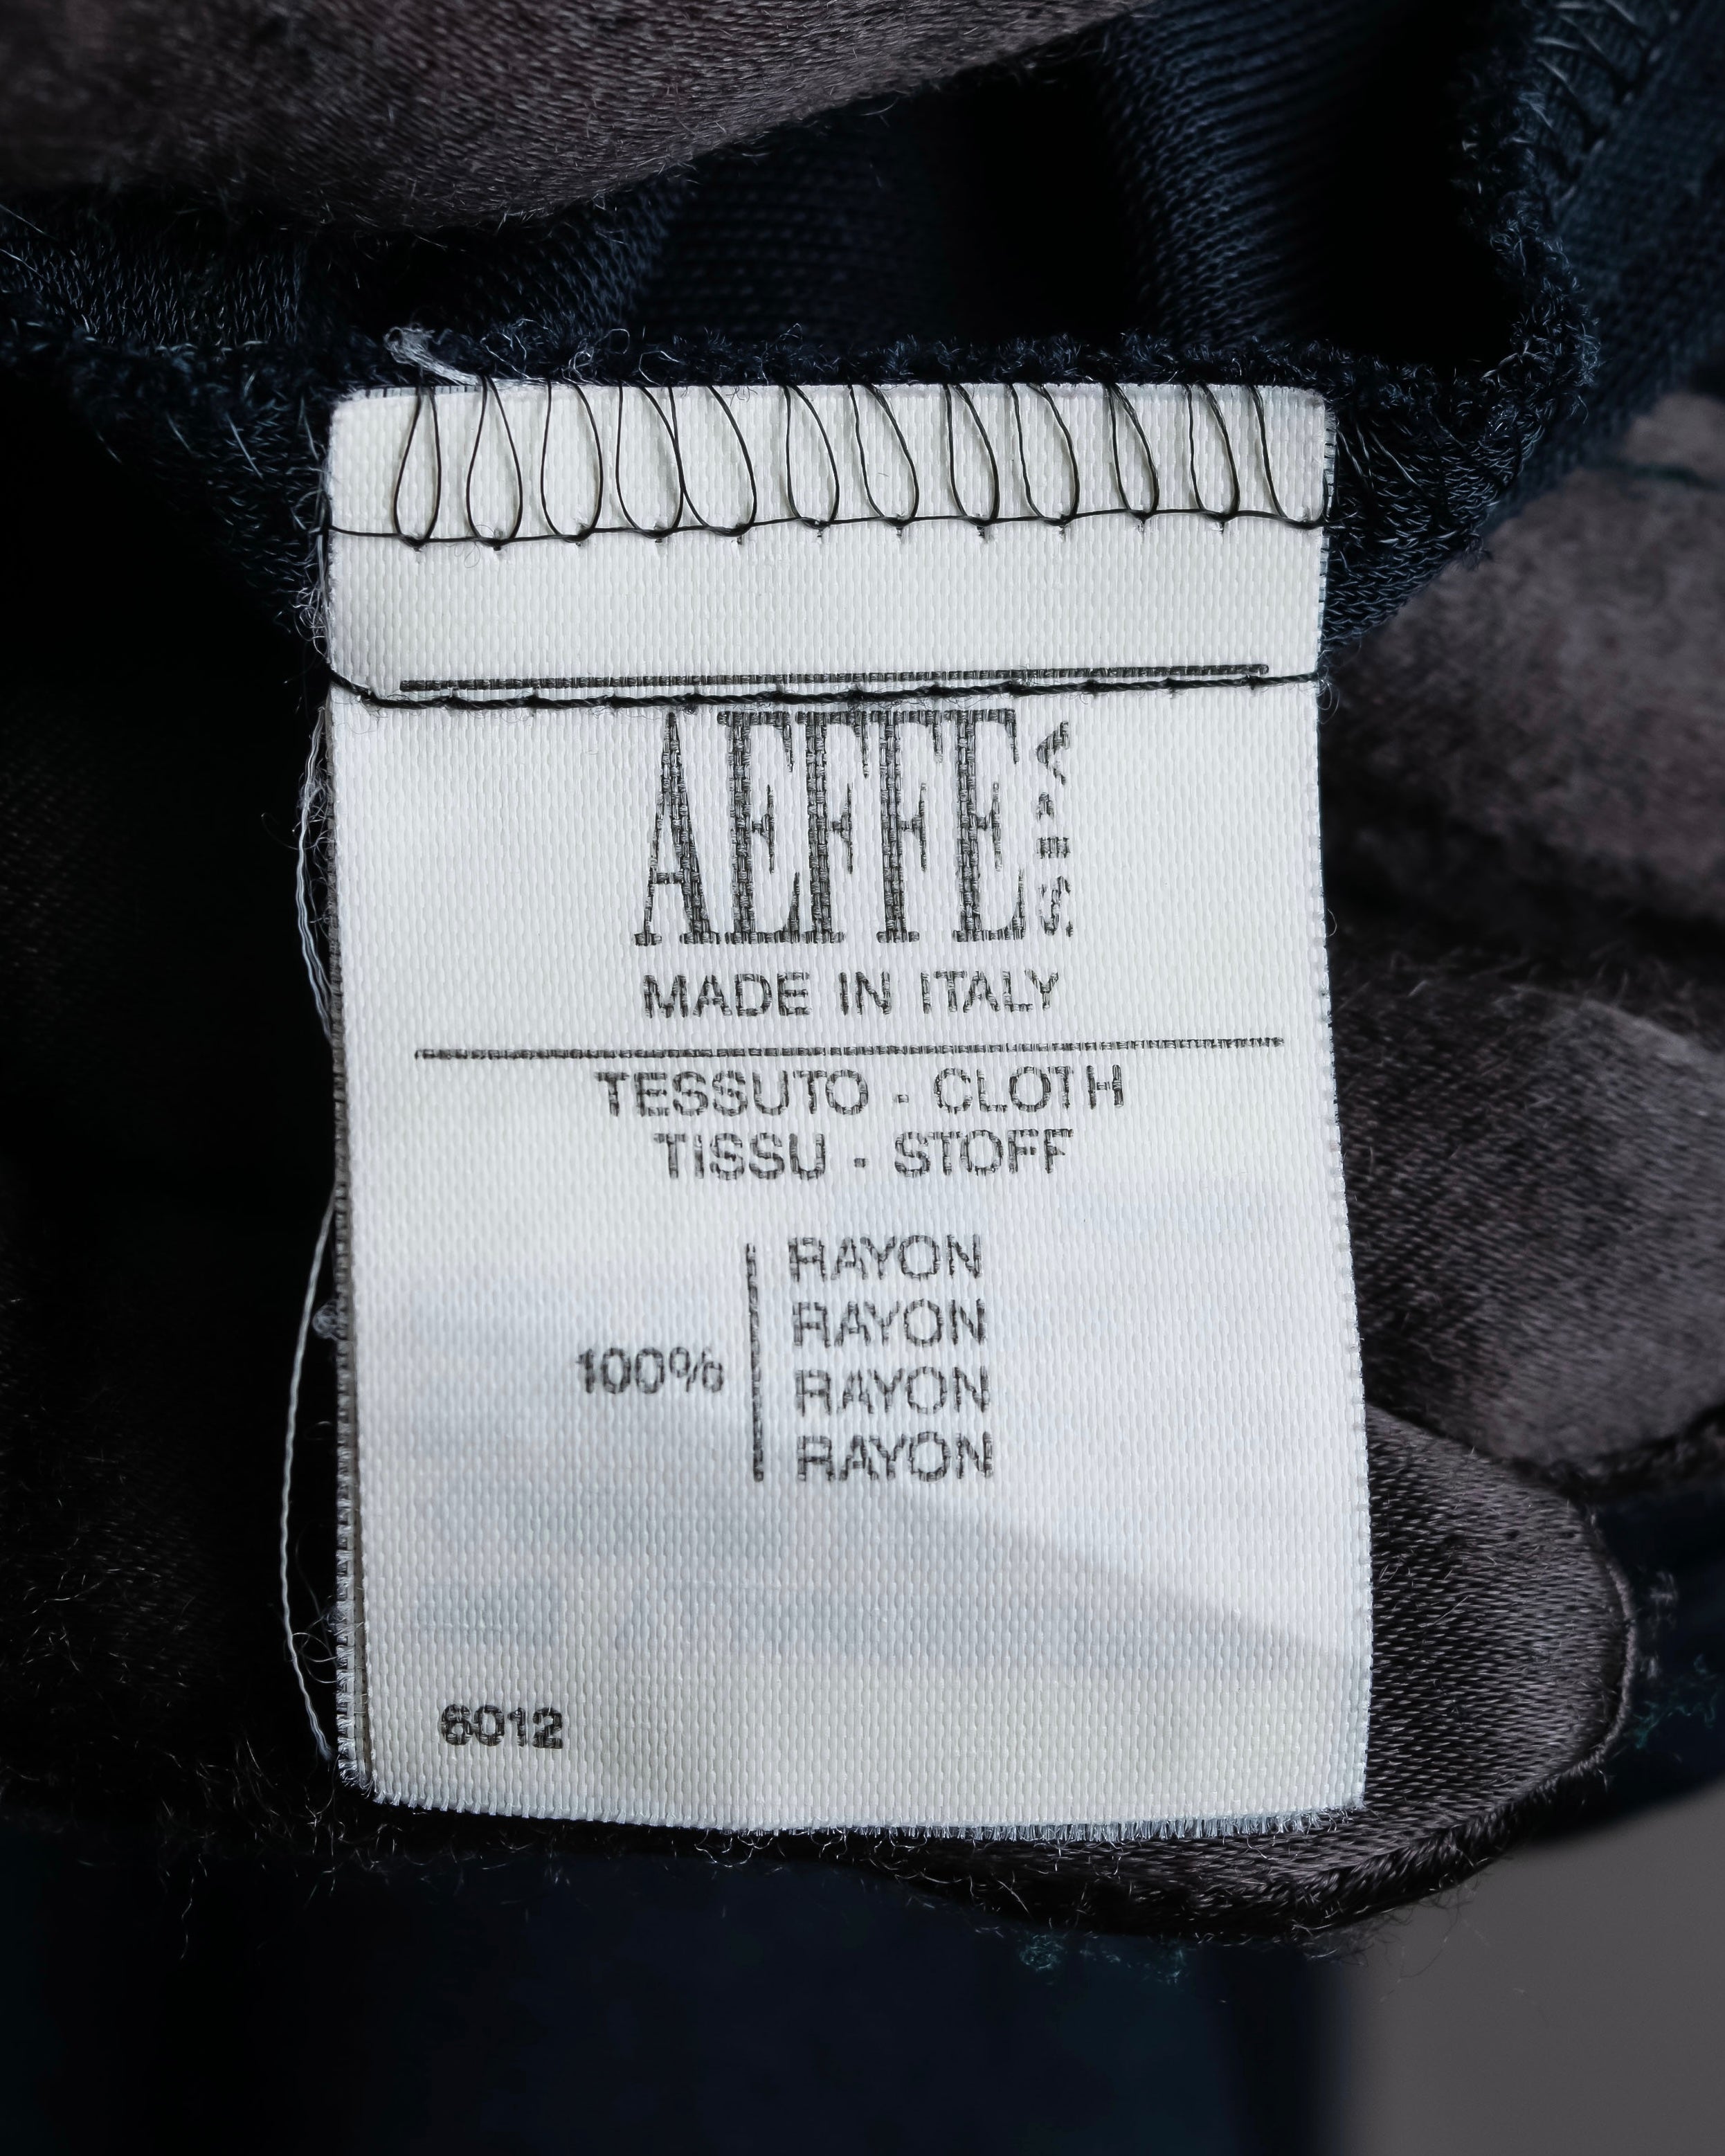 AEFFE S.p.A.
MADE IN ITALY
TESSUTO - CLOTH
TISSU - STOFF
RAYON
RAYON
100% RAYON
RAYON
6012